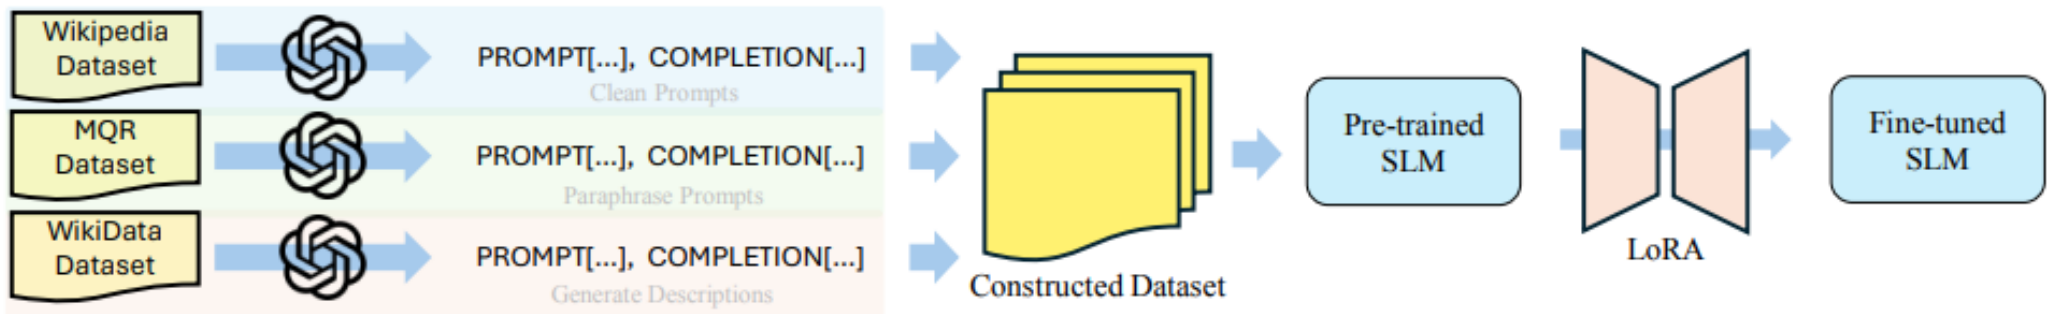 Wikipedia
Dataset
PROMPT[...], COMPLETION[...]
Clean Prompts
MQR
Dataset
PROMPT[...], COMPLETION[...]
Paraphrase Prompts
WikiData
Dataset
PROMPT[...], COMPLETION[...]
Generate Descriptions
Constructed Dataset
Pre-trained
SLM
LoRA
Fine-tuned
SLM